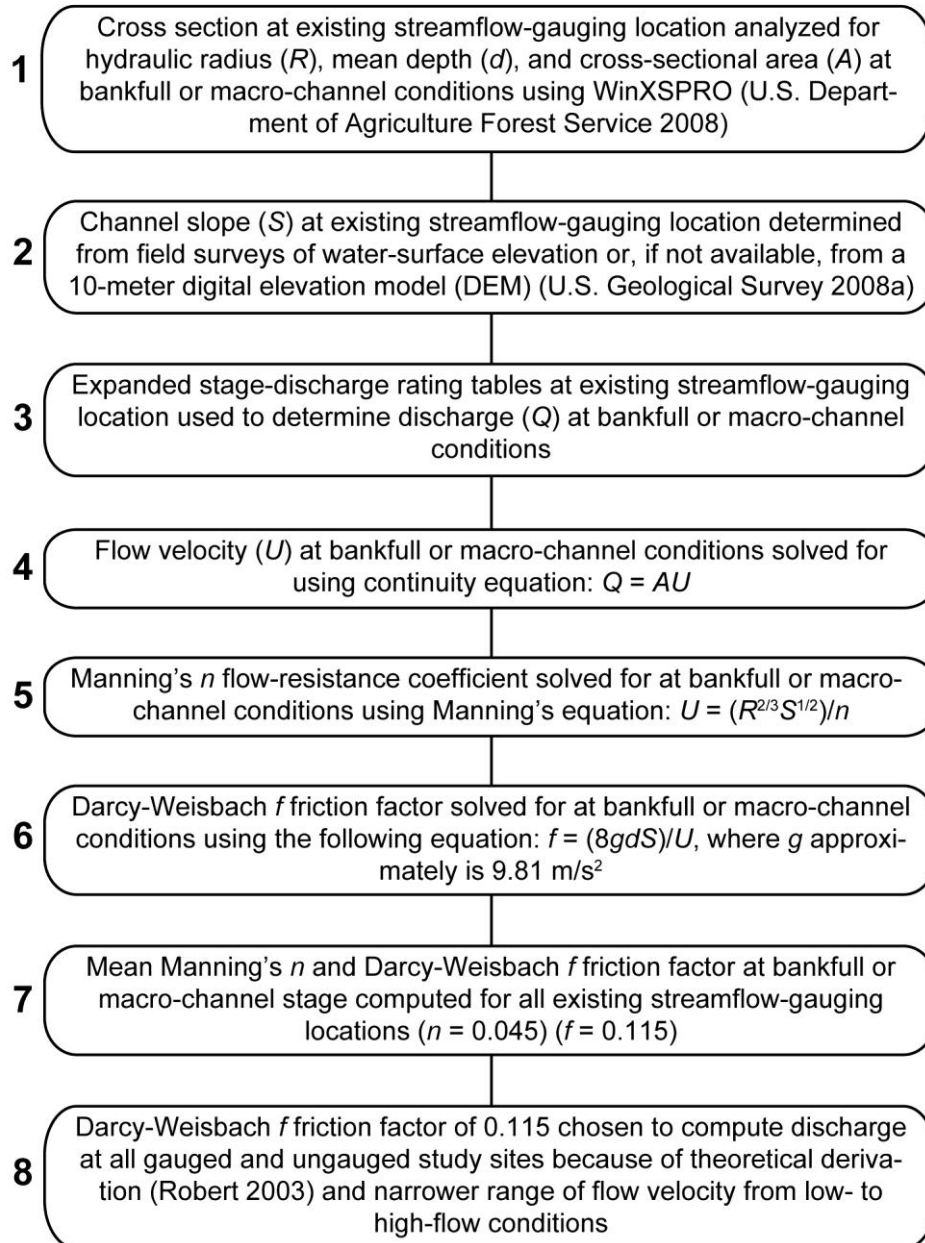 1
Cross section at existing streamflow-gauging location analyzed for
hydraulic radius (R), mean depth (d), and cross-sectional area (A) at
bankfull or macro-channel conditions using WinXSPRO (U.S. Depart-
ment of Agriculture Forest Service 2008)
2
Channel slope (S) at existing streamflow-gauging location determined
from field surveys of water-surface elevation or, if not available, from a
10-meter digital elevation model (DEM) (U.S. Geological Survey 2008a)
3
Expanded stage-discharge rating tables at existing streamflow-gauging
location used to determine discharge (Q) at bankfull or macro-channel
conditions
4
Flow velocity (U) at bankfull or macro-channel conditions solved for
using continuity equation: Q = AU
5
Manning's n flow-resistance coefficient solved for at bankfull or macro-
channel conditions using Manning's equation: U = (R^2/3S^1/2)/n
6
Darcy-Weisbach f friction factor solved for at bankfull or macro-channel
conditions using the following equation: f = (8gdS)/U, where g approxi-
mately is 9.81 m/s²
7
Mean Manning's n and Darcy-Weisbach f friction factor at bankfull or
macro-channel stage computed for all existing streamflow-gauging
locations (n = 0.045) (f = 0.115)
8
Darcy-Weisbach f friction factor of 0.115 chosen to compute discharge
at all gauged and ungauged study sites because of theoretical deriva-
tion (Robert 2003) and narrower range of flow velocity from low- to
high-flow conditions